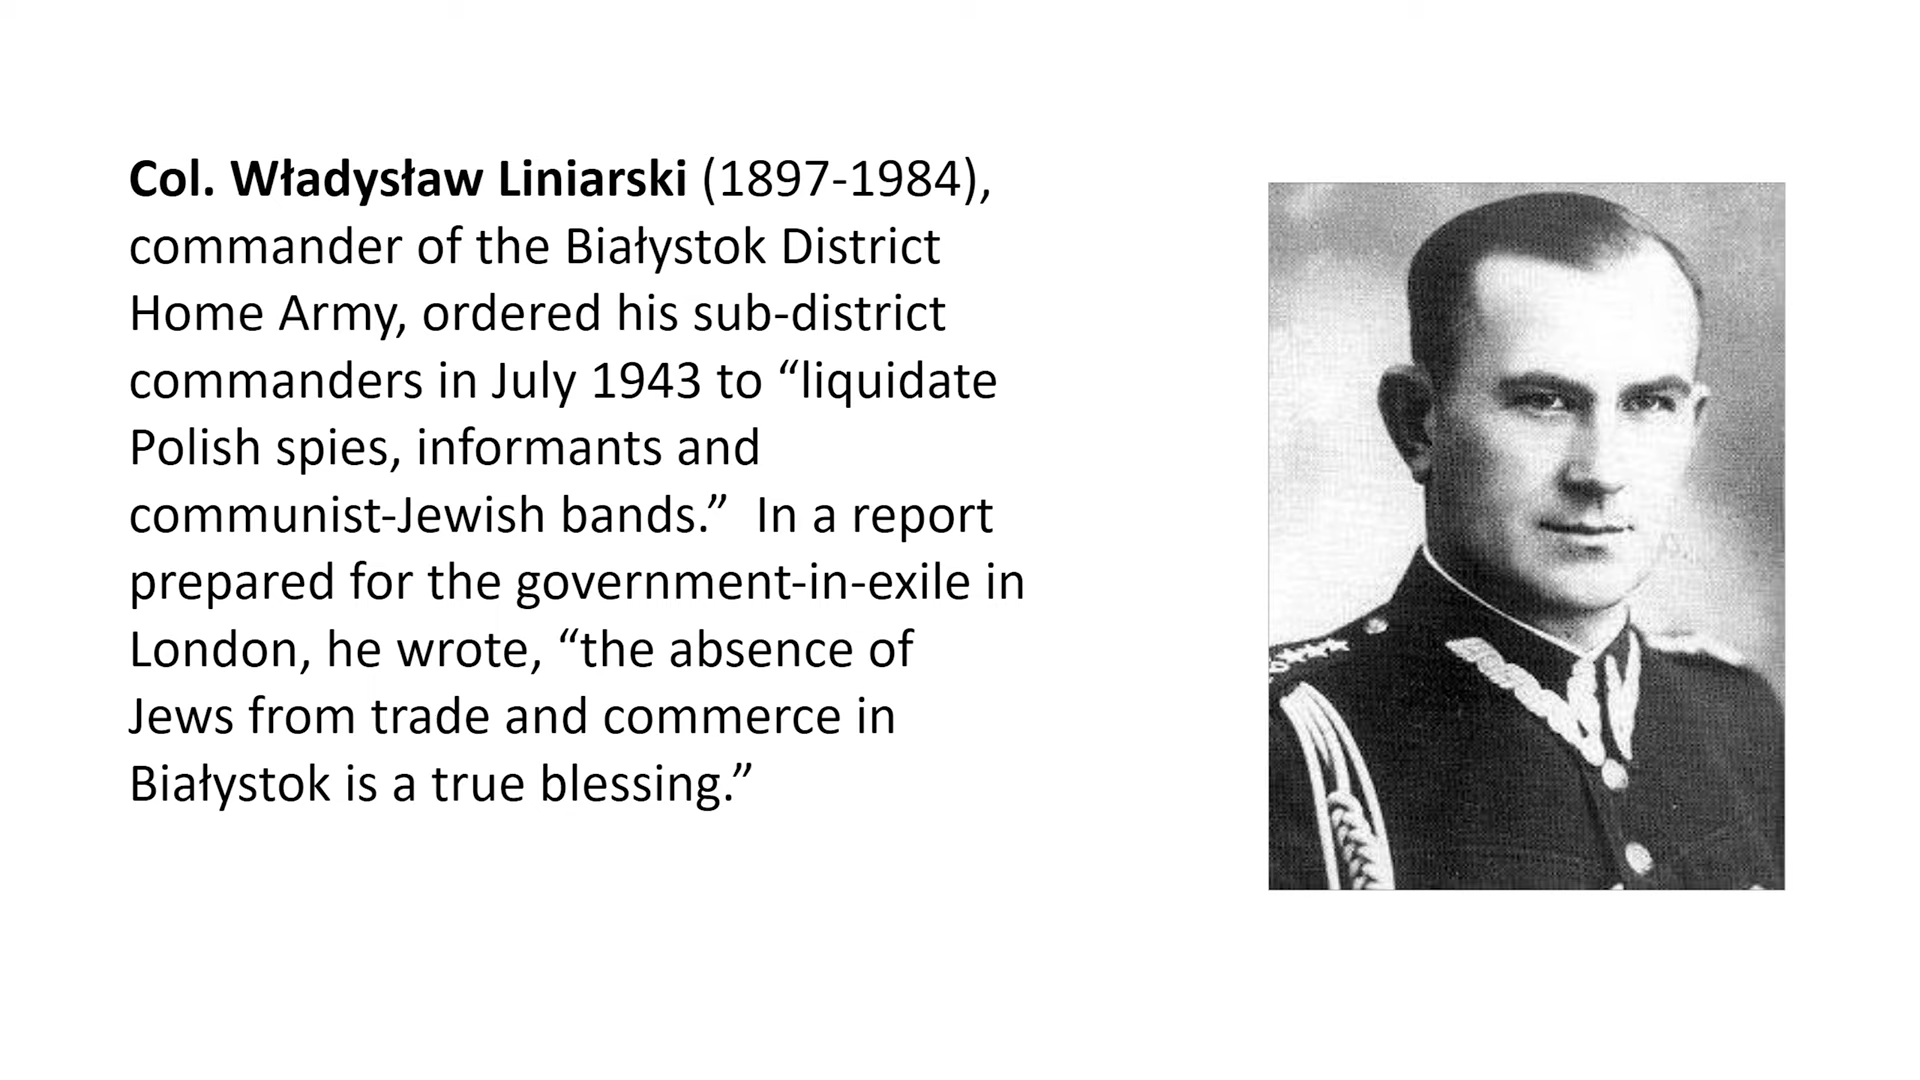 Col. Władysław Liniarski (1897-1984),
commander of the Białystok District
Home Army, ordered his sub-district
commanders in July 1943 to “liquidate
Polish spies, informants and
communist-Jewish bands.”  In a report
prepared for the government-in-exile in
London, he wrote, “the absence of
Jews from trade and commerce in
Białystok is a true blessing.”